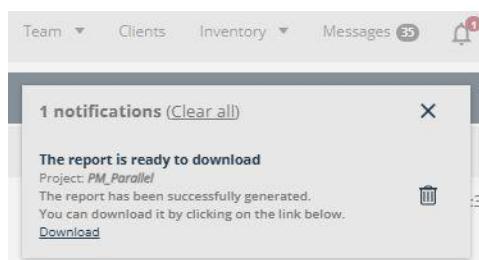 Team Clients Inventory Messages 35 1
1 notifications (Clear all)
The report is ready to download
Project: PM_Parallel
The report has been successfully generated.
You can download it by clicking on the link below.
Download